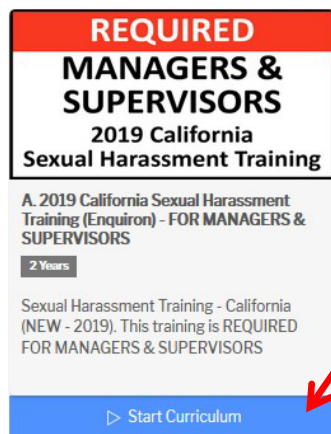 REQUIRED
MANAGERS &
SUPERVISORS
2019 California
Sexual Harassment Training
A. 2019 California Sexual Harassment
Training (Enquiron) - FOR MANAGERS &
SUPERVISORS
2 Years
Sexual Harassment Training - California
(NEW - 2019). This training is REQUIRED
FOR MANAGERS & SUPERVISORS
Start Curriculum